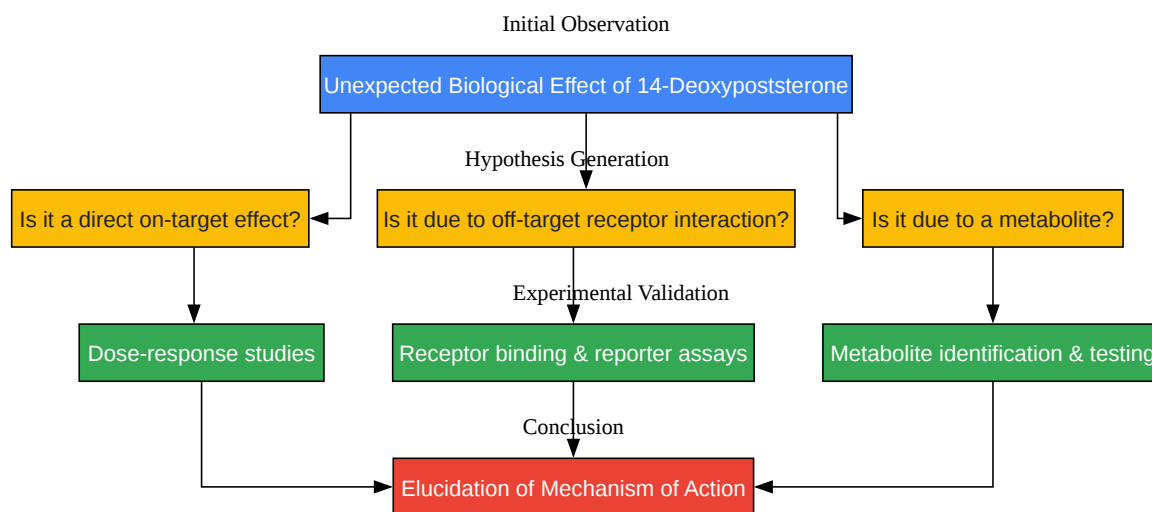 Initial Observation
Unexpected Biological Effect of 14-Deoxypoststerone
Hypothesis Generation
Is it a direct on-target effect?
Is it due to off-target receptor interaction?
Is it due to a metabolite?
Experimental Validation
Dose-response studies
Receptor binding & reporter assays
Metabolite identification & testing
Conclusion
Elucidation of Mechanism of Action